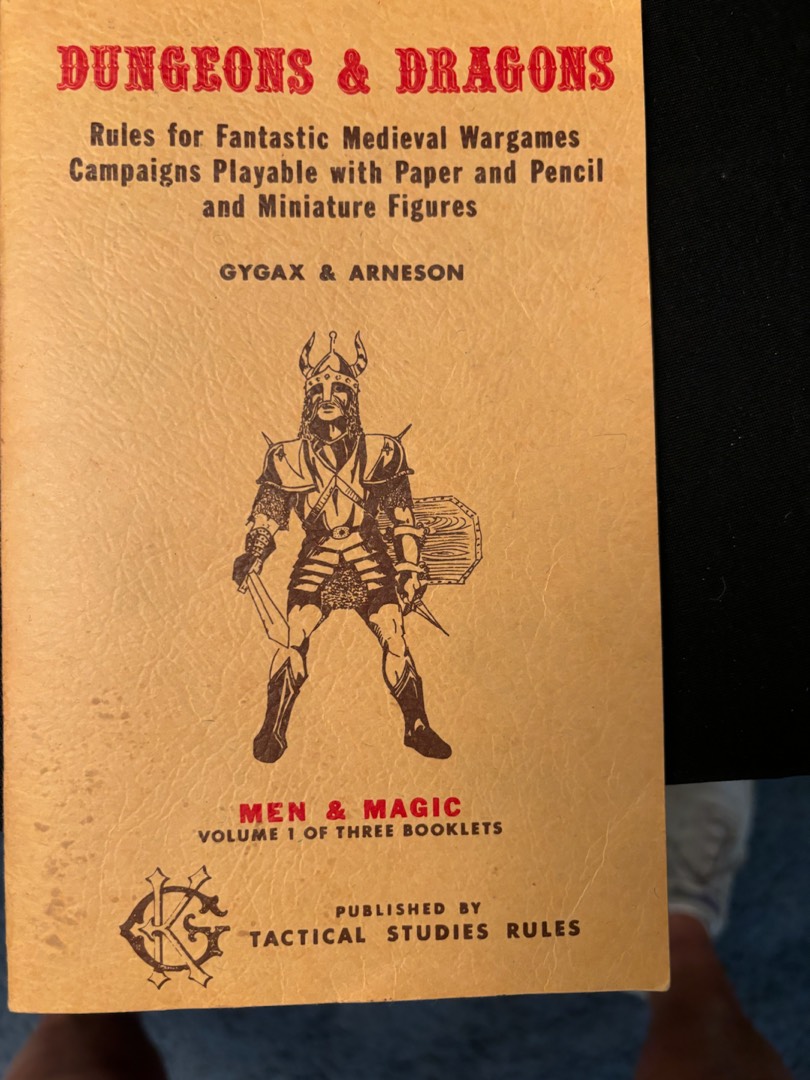 DUNGEONS & DRAGONS
Rules for Fantastic Medieval Wargames
Campaigns Playable with Paper and Pencil
and Miniature Figures
GYGAX & ARNESON
MEN & MAGIC
VOLUME 1 OF THREE BOOKLETS
GK
PUBLISHED BY
TACTICAL STUDIES RULES